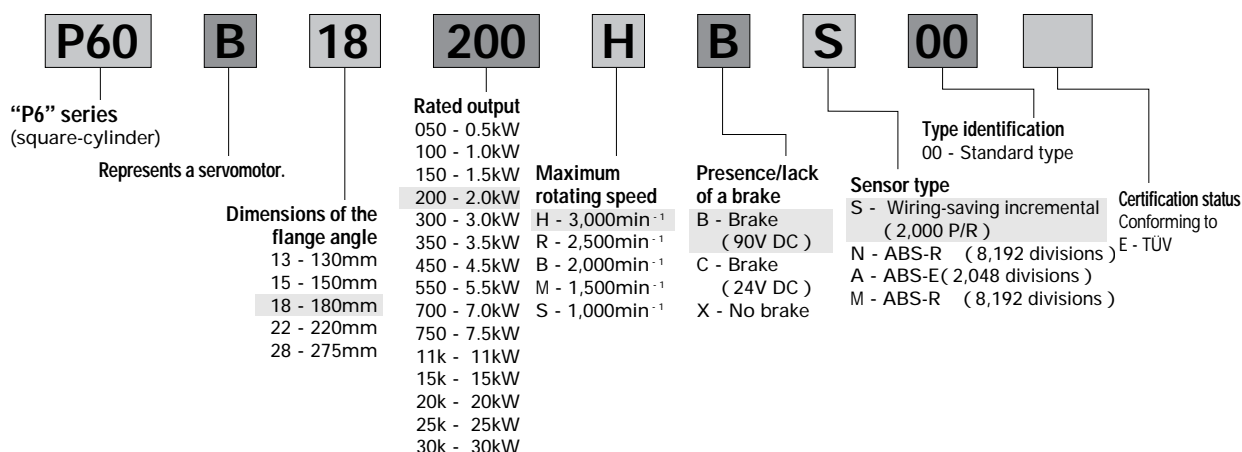 P60 B 18 200 H B S 00
"P6" series
(square-cylinder)
Represents a servomotor.
Dimensions of the
flange angle
13 - 130mm
15 - 150mm
18 - 180mm
22 - 220mm
28 - 275mm
Rated output
050 - 0.5kW
100 - 1.0kW
150 - 1.5kW
200 - 2.0kW
300 - 3.0kW
350 - 3.5kW
450 - 4.5kW
550 - 5.5kW
700 - 7.0kW
750 - 7.5kW
11k - 11kW
15k - 15kW
20k - 20kW
25k - 25kW
30k - 30kW
Maximum
rotating speed
H - 3,000min⁻¹
R - 2,500min⁻¹
B - 2,000min⁻¹
M - 1,500min⁻¹
S - 1,000min⁻¹
Presence/lack
of a brake
B - Brake
( 90V DC )
C - Brake
( 24V DC )
X - No brake
Sensor type
S - Wiring-saving incremental
( 2,000 P/R )
N - ABS-R ( 8,192 divisions )
A - ABS-E( 2,048 divisions )
M - ABS-R ( 8,192 divisions )
Type identification
00 - Standard type
Certification status
Conforming to
E - TÜV